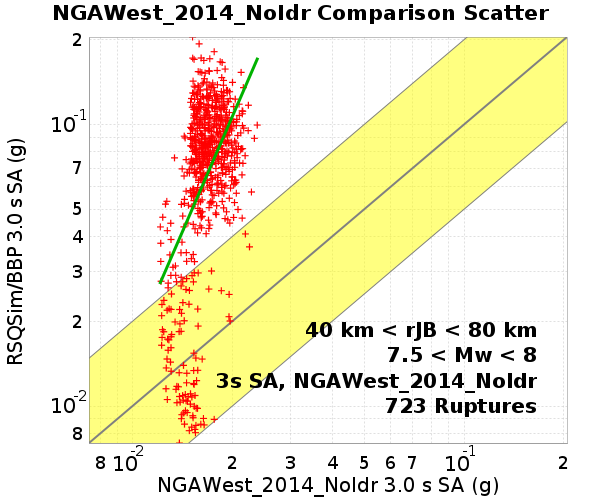 NGAWest_2014_NoIdr Comparison Scatter
RSQSim/BBP 3.0 s SA (g)
2
10-1
7
5
4
3
2
10-2
8
40 km < rJB < 80 km
7.5 < Mw < 8
3s SA, NGAWest_2014_NoIdr
723 Ruptures
8 10-2 2 3 4 5 6 7 10-1 2
NGAWest_2014_NoIdr 3.0 s SA (g)